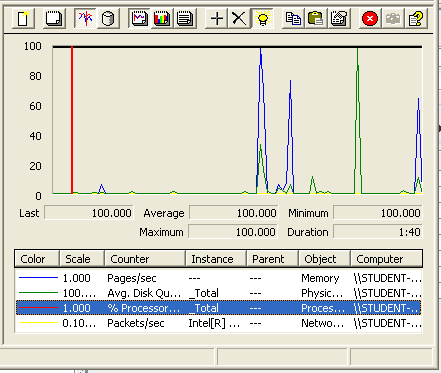 100
80
60
40
20
0
Last 100.000 Average 100.000 Minimum 100.000
Maximum 100.000 Duration 1:40
Color Scale Counter Instance Parent Object Computer
1.000 Pages/sec --- --- Memory \\STUDENT-...
100.... Avg. Disk Qu... _Total --- Physic... \\STUDENT-...
1.000 % Processor... _Total --- Proces... \\STUDENT-...
0.10... Packets/sec Intel[R] ... --- Netwo... \\STUDENT-...